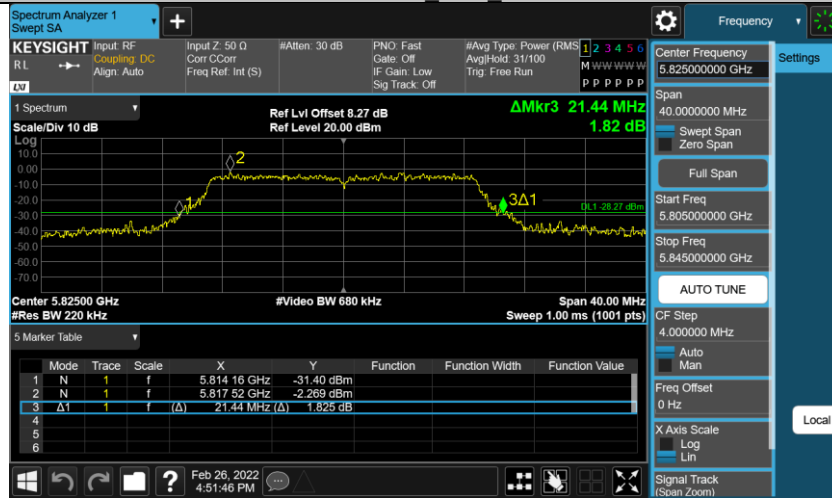 Spectrum Analyzer 1
Swept SA
+
Frequency
KEYSIGHT Input: RF Input Z: 50 Ω #Atten: 30 dB PNO: Fast #Avg Type: Power (RMS 1 2 3 4 5 6
RL Coupling: DC Corr CCorr Gate: Off Avg|Hold: 31/100 M W W W W W
Align: Auto Freq Ref: Int (S) IF Gain: Low Trig: Free Run
Sig Track: Off P P P P P P
LXI
1 Spectrum
Ref Lvl Offset 8.27 dB ΔMkr3 21.44 MHz
Scale/Div 10 dB Ref Level 20.00 dBm 1.82 dB
Log
10.0
0.00
-10.0
-20.0
-30.0
-40.0
-50.0
-60.0
-70.0
2
1
3Δ1
DL1 -28.27 dBm
Center 5.82500 GHz #Video BW 680 kHz Span 40.00 MHz
#Res BW 220 kHz Sweep 1.00 ms (1001 pts)
5 Marker Table
Mode Trace Scale X Y Function Function Width Function Value
1 N 1 f 5.814 16 GHz -31.40 dBm
2 N 1 f 5.817 52 GHz -2.269 dBm
3 Δ1 1 f (Δ) 21.44 MHz (Δ) 1.825 dB
4
5
6
?
Feb 26, 2022
4:51:46 PM
Center Frequency
5.825000000 GHz
Settings
Span
40.0000000 MHz
Swept Span
Zero Span
Full Span
Start Freq
5.805000000 GHz
Stop Freq
5.845000000 GHz
AUTO TUNE
CF Step
4.000000 MHz
Auto
Man
Freq Offset
0 Hz
Local
X Axis Scale
Log
Lin
Signal Track
(Span Zoom)